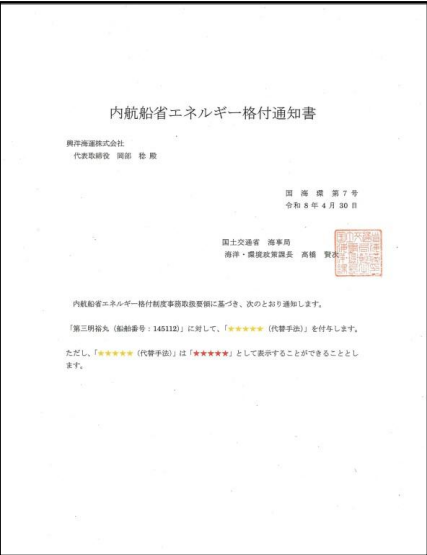 内航船省エネルギー格付通知書
興洋海運株式会社
代表取締役 岡部 稔 殿
国海環第7号
令和8年4月30日
国土交通省 海事局
海洋・環境政策課長 高橋 賢次
内航船省エネルギー格付制度事務取扱要領に基づき、次のとおり通知します。
「第三明裕丸（船舶番号：145112）」に対して、「★★★★★（代替手法）」を付与します。
ただし、「★★★★★（代替手法）」は「★★★★★」として表示することができることとし
ます。